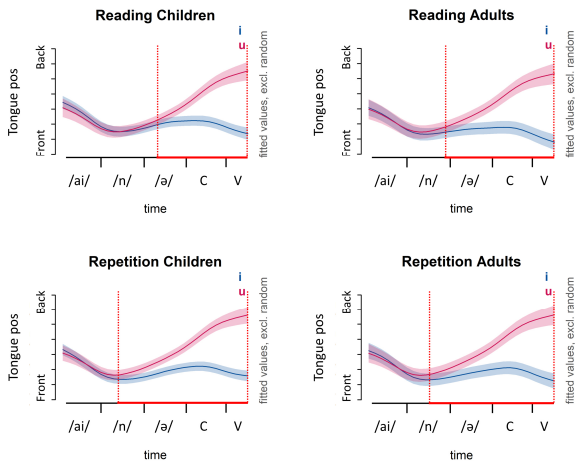 Reading Children
i
u
Back
Front
Tongue pos
fitted values, excl. random
/ai/ /n/ /ə/ C V
time
Reading Adults
i
u
Back
Front
Tongue pos
fitted values, excl. random
/ai/ /n/ /ə/ C V
time
Repetition Children
i
u
Back
Front
Tongue pos
fitted values, excl. random
/ai/ /n/ /ə/ C V
time
Repetition Adults
i
u
Back
Front
Tongue pos
fitted values, excl. random
/ai/ /n/ /ə/ C V
time